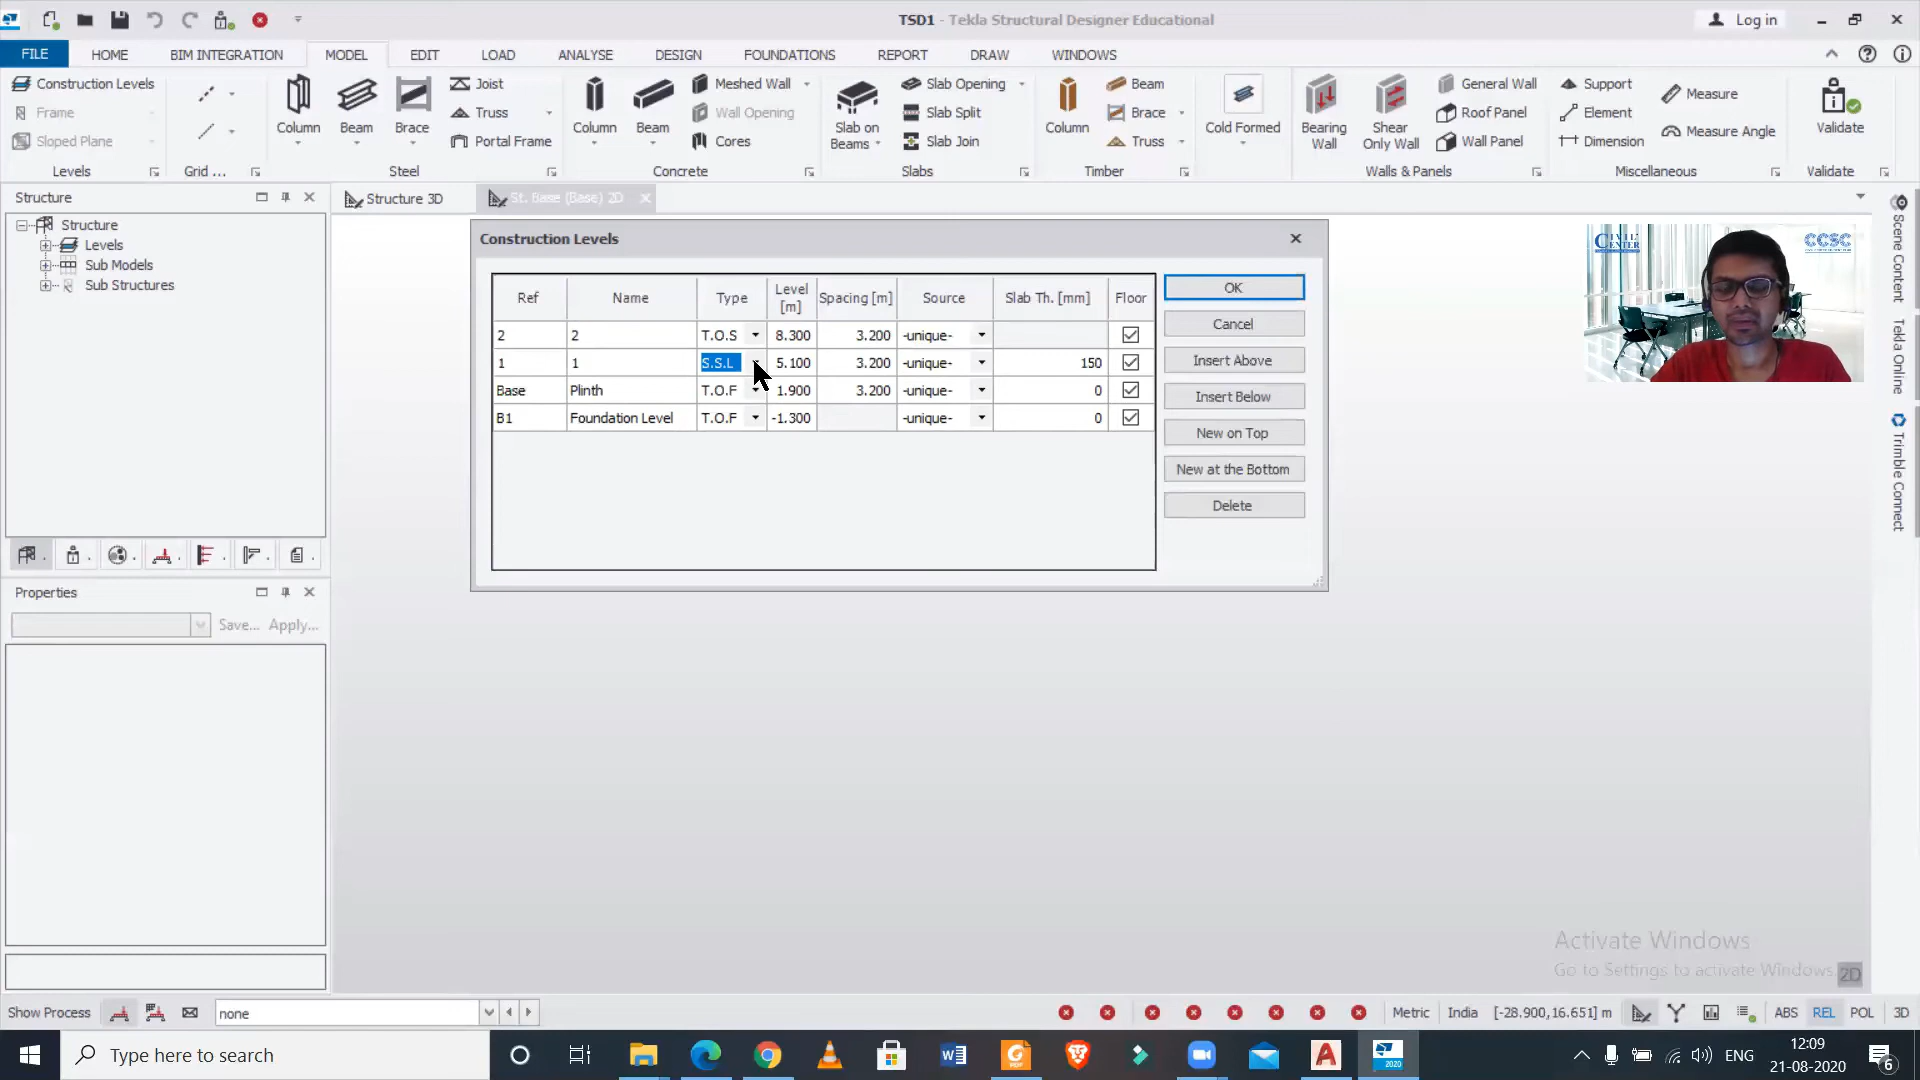 TSD1 - Tekla Structural Designer Educational
Log in
FILE
HOME
BIM INTEGRATION
MODEL
EDIT
LOAD
ANALYSE
DESIGN
FOUNDATIONS
REPORT
DRAW
WINDOWS
Construction Levels
Frame
Sloped Plane
Levels
Grid ...
Column
Beam
Brace
Joist
Truss
Portal Frame
Steel
Column
Beam
Meshed Wall
Wall Opening
Cores
Concrete
Slab on
Beams
Slab Opening
Slab Split
Slab Join
Slabs
Column
Beam
Brace
Truss
Timber
Cold Formed
Bearing
Wall
Shear
Only Wall
General Wall
Roof Panel
Wall Panel
Walls & Panels
Support
Element
Dimension
Measure
Measure Angle
Miscellaneous
Validate
Validate
Structure
Structure 3D
St. Base (Base) 2D
Structure
Levels
Sub Models
Sub Structures
Construction Levels
Ref Name Type Level [m] Spacing [m] Source Slab Th. [mm] Floor
2 2 T.O.S 8.300 3.200 -unique-
1 1 S.S.L 5.100 3.200 -unique- 150
Base Plinth T.O.F 1.900 3.200 -unique- 0
B1 Foundation Level T.O.F -1.300 -unique- 0
OK
Cancel
Insert Above
Insert Below
New on Top
New at the Bottom
Delete
CIVIL
CENTER
CCSC
Scene Content
Tekla Online
Trimble Connect
Properties
Save... Apply...
Activate Windows
Go to Settings to activate Windows.
2D
Show Process
none
Metric
India
[-28.900,16.651] m
ABS
REL
POL
3D
Type here to search
2020
ENG
12:09
21-08-2020
6